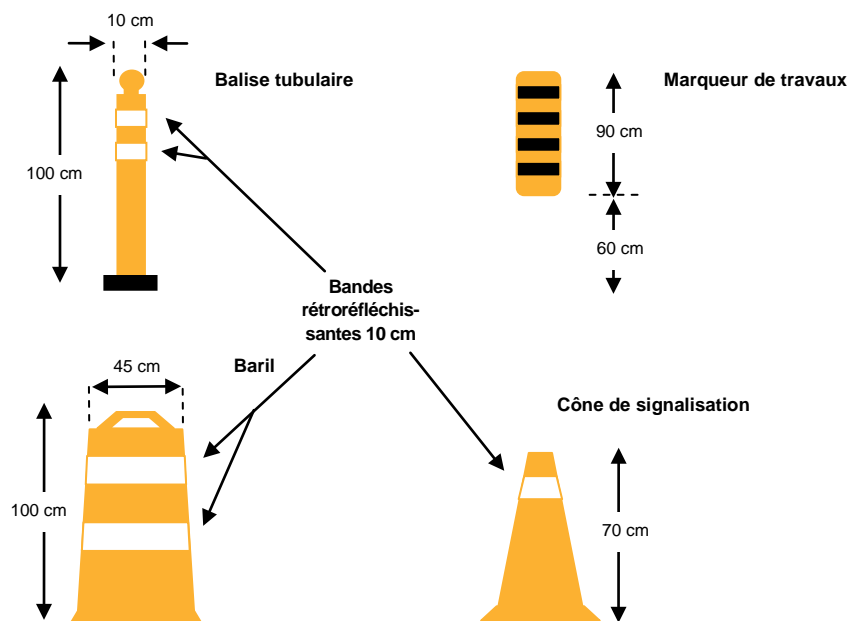 10 cm
Balise tubulaire
Marqueur de travaux
90 cm
100 cm
60 cm
Bandes
rétroréfléchis-
santes 10 cm
45 cm
Baril
Cône de signalisation
100 cm
70 cm